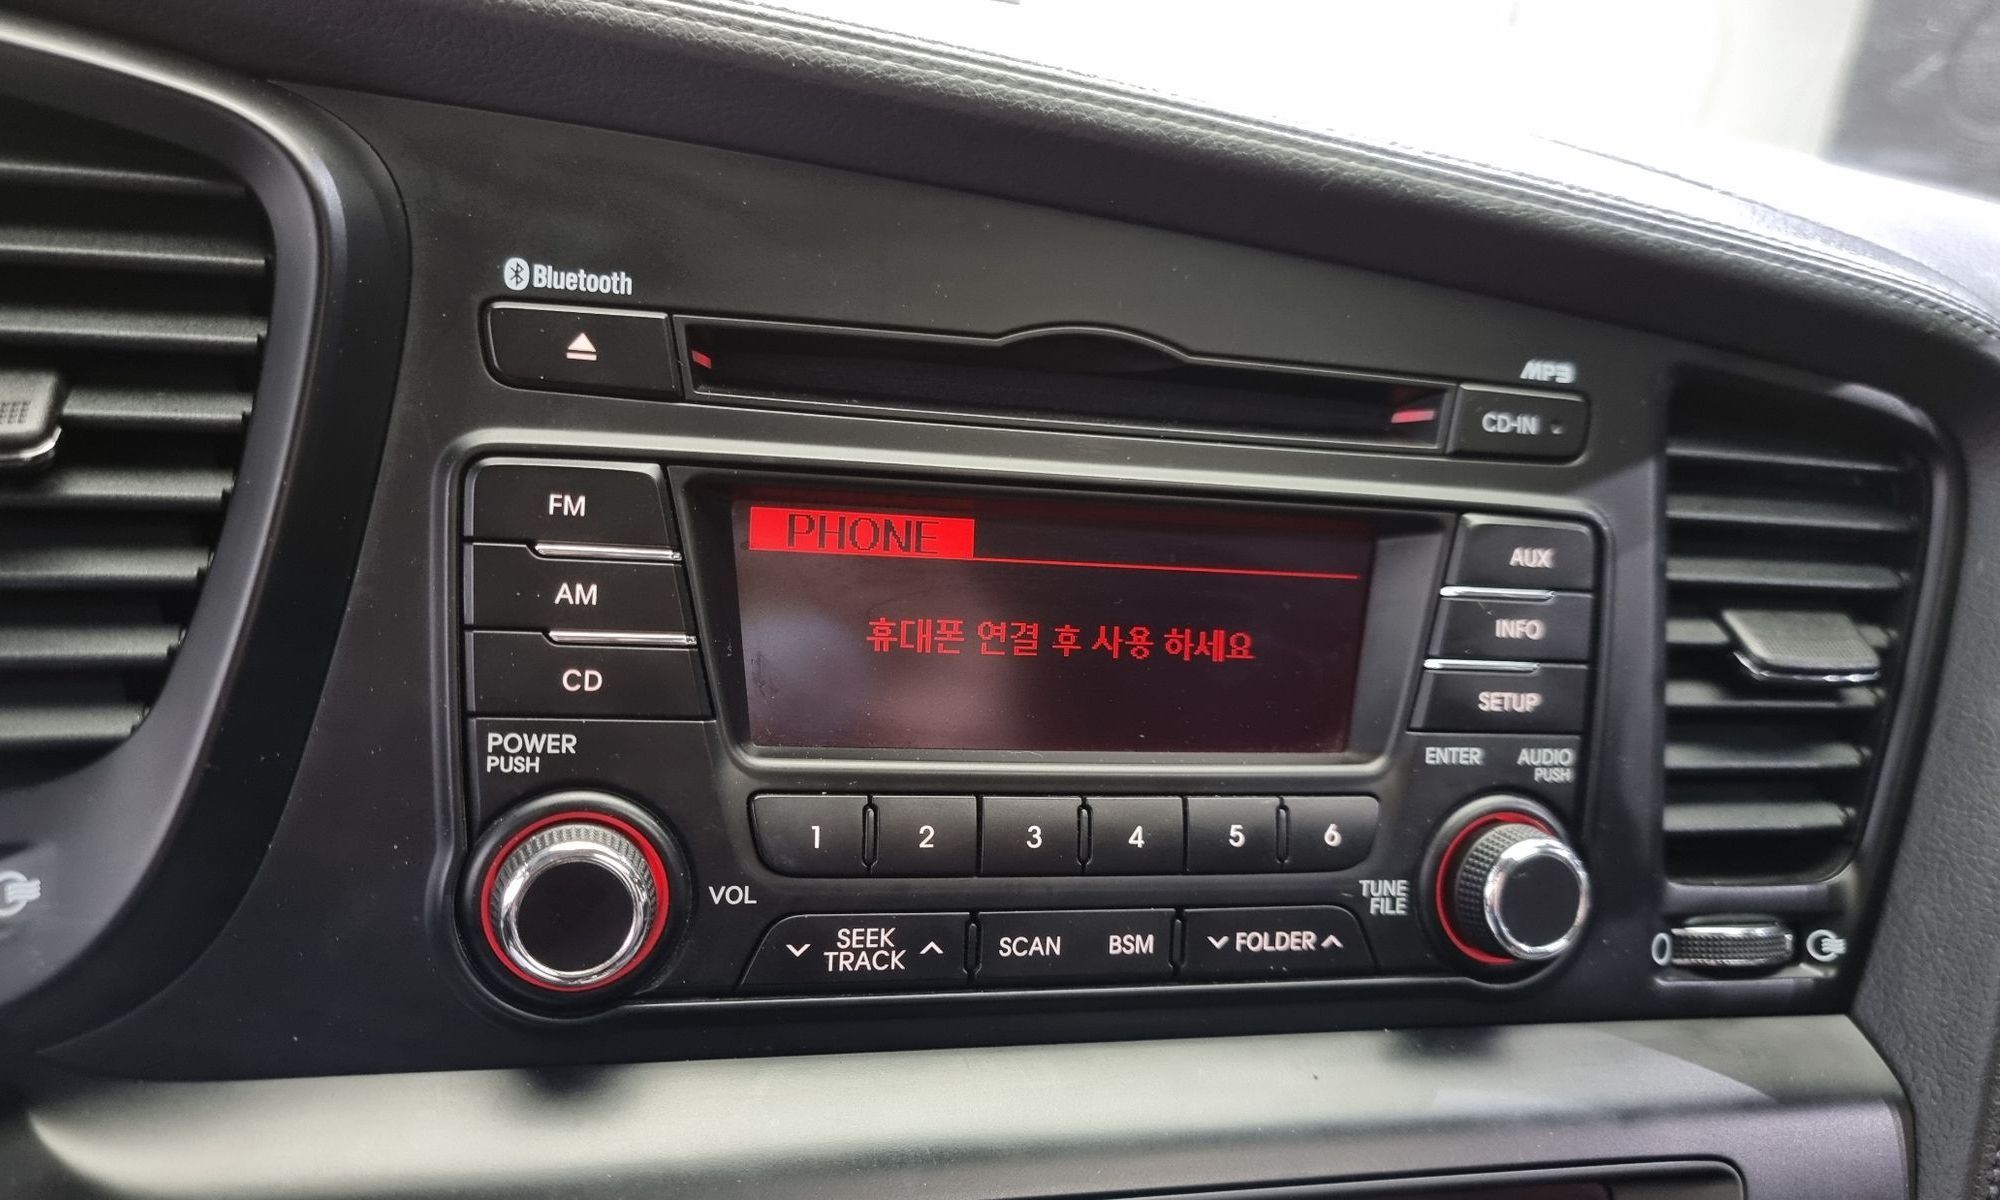 Bluetooth
MP3
CD-IN
FM
AM
CD
PHONE
휴대폰 연결 후 사용 하세요
AUX
INFO
SETUP
POWER
PUSH
VOL
1 2 3 4 5 6
SEEK
TRACK
SCAN
BSM
FOLDER
ENTER
AUDIO
PUSH
TUNE
FILE